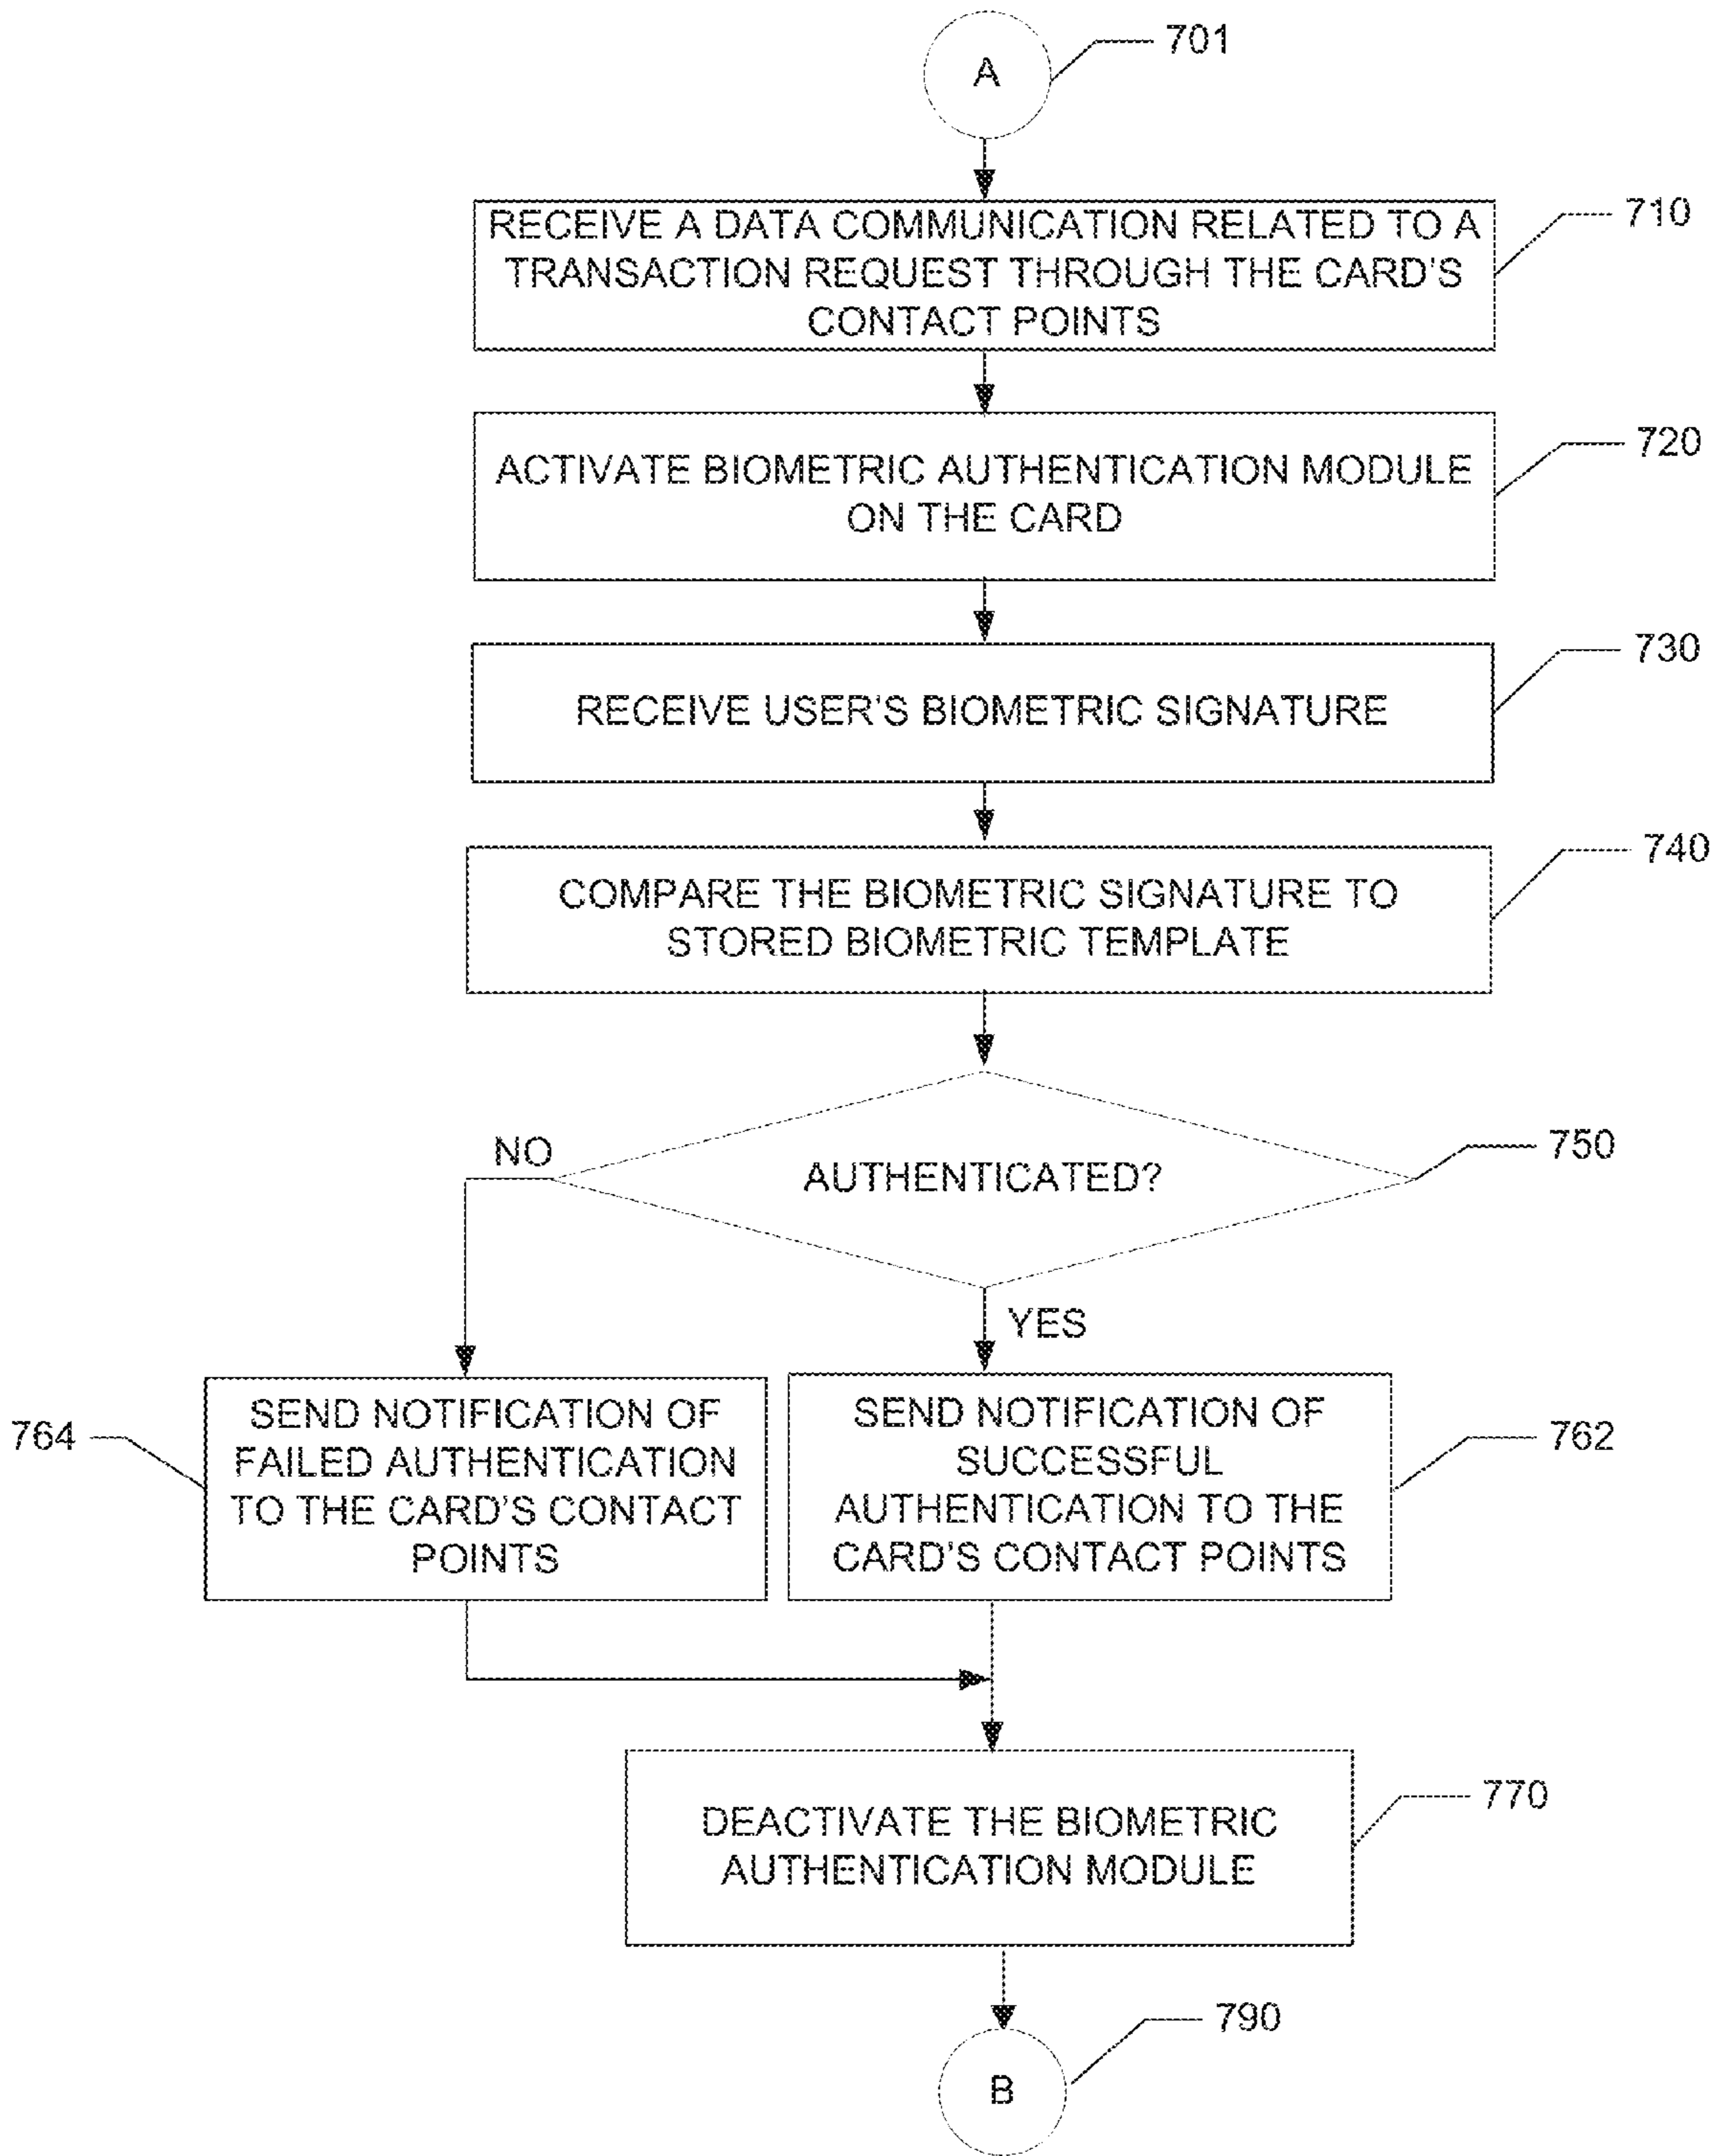 A
701
RECEIVE A DATA COMMUNICATION RELATED TO A
TRANSACTION REQUEST THROUGH THE CARD'S
CONTACT POINTS
710
ACTIVATE BIOMETRIC AUTHENTICATION MODULE
ON THE CARD
720
RECEIVE USER'S BIOMETRIC SIGNATURE
730
COMPARE THE BIOMETRIC SIGNATURE TO
STORED BIOMETRIC TEMPLATE
740
AUTHENTICATED?
750
NO
YES
764
SEND NOTIFICATION OF
FAILED AUTHENTICATION
TO THE CARD'S CONTACT
POINTS
SEND NOTIFICATION OF
SUCCESSFUL
AUTHENTICATION TO THE
CARD'S CONTACT POINTS
762
DEACTIVATE THE BIOMETRIC
AUTHENTICATION MODULE
770
B
790